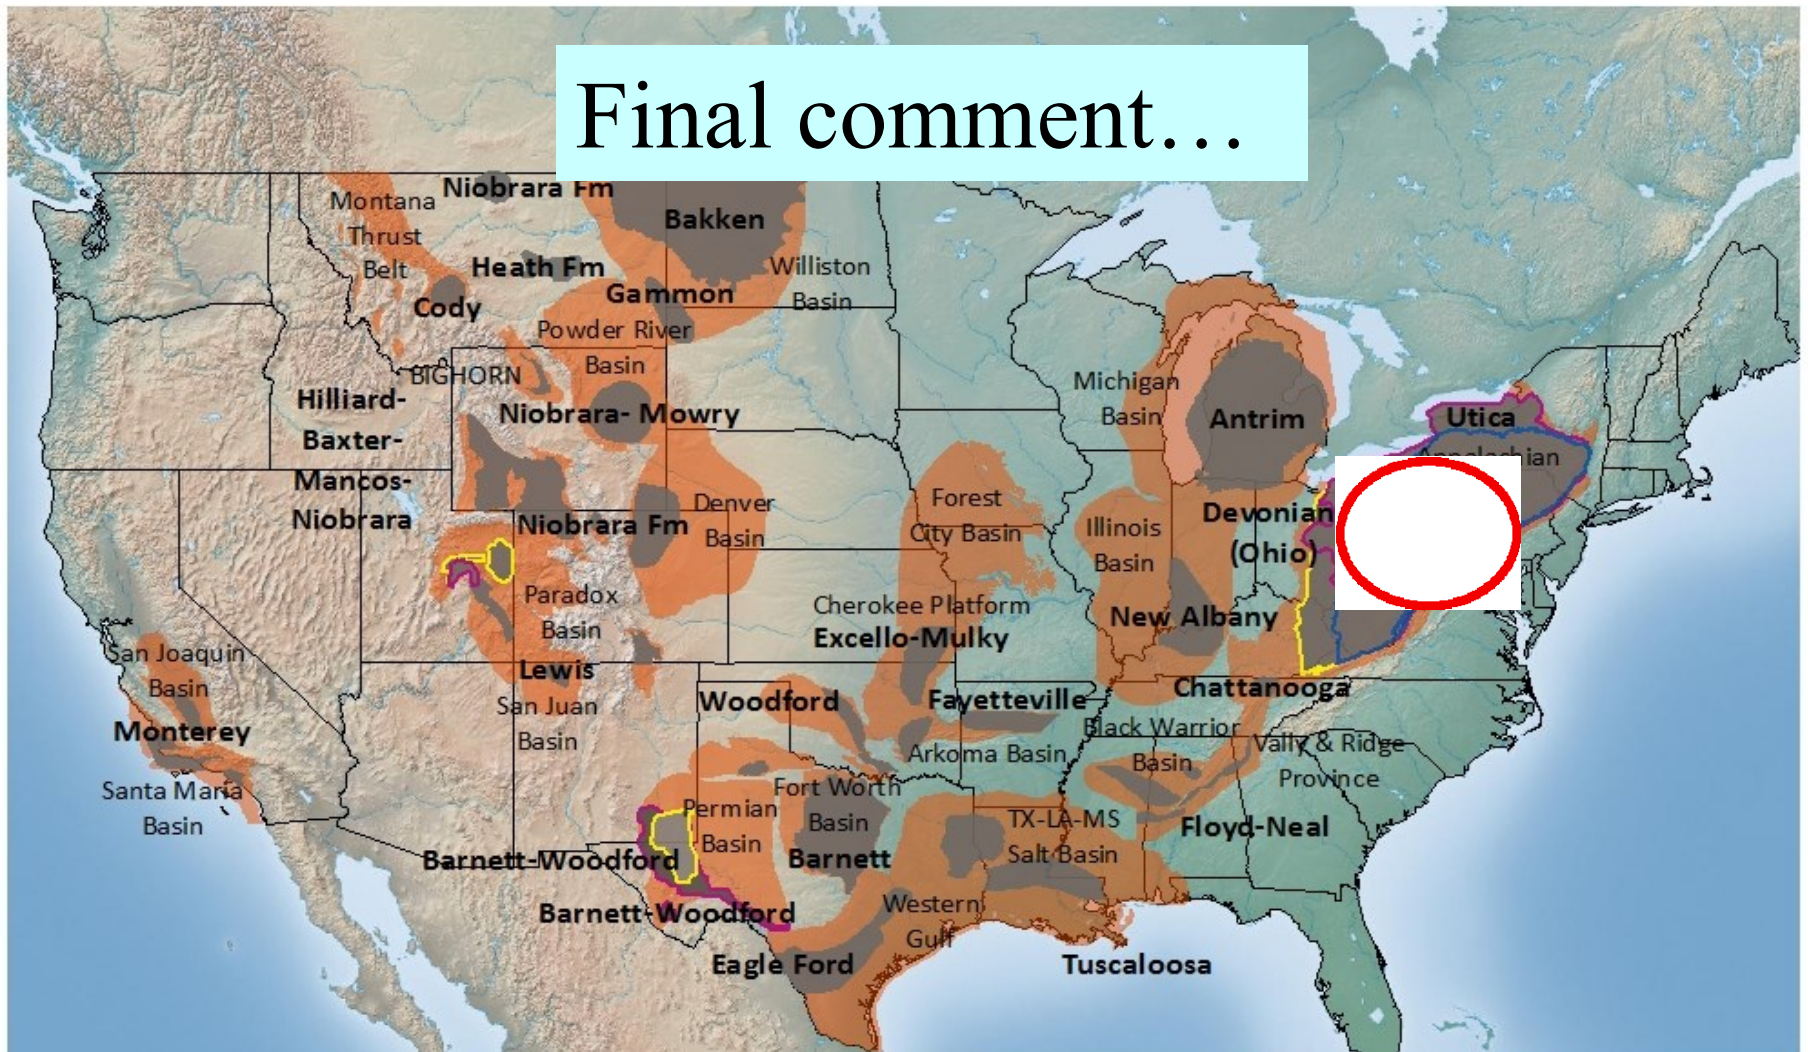 Final comment…
Niobrara Fm
Montana
Thrust
Belt
Bakken
Heath Fm
Williston
Basin
Gammon
Cody
Powder River
Basin
BIGHORN
Hilliard-
Baxter-
Mancos-
Niobrara
Niobrara- Mowry
Michigan
Basin
Antrim
Utica
Appalachian
Denver
Basin
Forest
City Basin
Illinois
Basin
Devonian
(Ohio)
Niobrara Fm
Paradox
Basin
Cherokee Platform
Excello-Mulky
New Albany
San Joaquin
Basin
Lewis
San Juan
Basin
Woodford
Fayetteville
Chattanooga
Monterey
Arkoma Basin
Black Warrior
Basin
Vally & Ridge
Province
Santa Maria
Basin
Permian
Basin
Fort Worth
Basin
Barnett
TX-LA-MS
Salt Basin
Floyd-Neal
Barnett-Woodford
Barnett-Woodford
Western
Gulf
Eagle Ford
Tuscaloosa